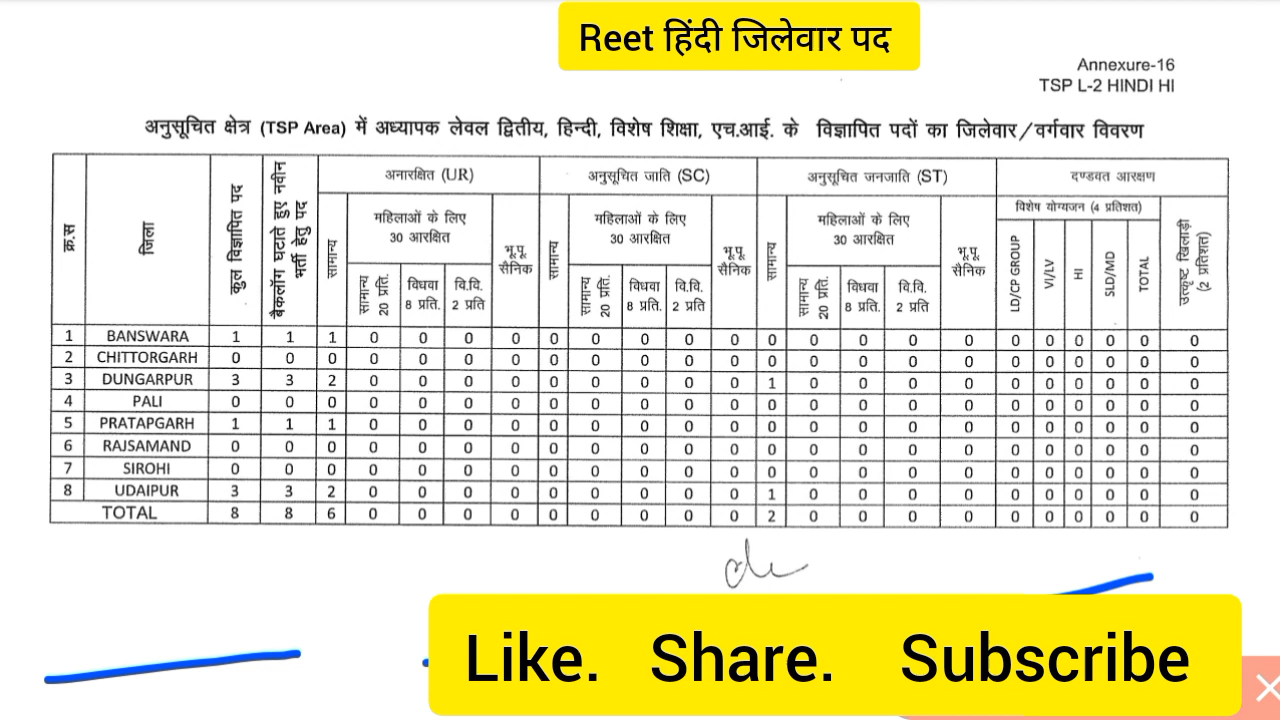 Reet हिंदी जिलेवार पद
Annexure-16
TSP L-2 HINDI HI
अनुसूचित क्षेत्र (TSP Area) में अध्यापक लेवल द्वितीय, हिन्दी, विशेष शिक्षा, एच.आई. के विज्ञापित पदों का जिलेवार/वर्गवार विवरण
क्र.स जिला कुल विज्ञापित पद बैकलॉग घटाते हुए नवीन भर्ती हेतु पद अनारक्षित (UR) अनुसूचित जाति (SC) अनुसूचित जनजाति (ST) दण्डवत आरक्षण
सामान्य महिलाओं के लिए 30 आरक्षित भू.पू. सैनिक सामान्य महिलाओं के लिए 30 आरक्षित भू.पू. सैनिक सामान्य महिलाओं के लिए 30 आरक्षित भू.पू. सैनिक विशेष योग्यजन (4 प्रतिशत) उत्कृष्ट खिलाड़ी (2 प्रतिशत)
सामान्य 20 प्रति. विधवा 8 प्रति. वि.वि. 2 प्रति सामान्य 20 प्रति. विधवा 8 प्रति. वि.वि. 2 प्रति सामान्य 20 प्रति. विधवा 8 प्रति. वि.वि. 2 प्रति LD/CP GROUP VI/LV HI SLD/MD TOTAL
1 BANSWARA 1 1 1 0 0 0 0 0 0 0 0 0 0 0 0 0 0 0 0 0 0 0 0
2 CHITTORGARH 0 0 0 0 0 0 0 0 0 0 0 0 0 0 0 0 0 0 0 0 0 0 0
3 DUNGARPUR 3 3 2 0 0 0 0 0 0 0 0 0 1 0 0 0 0 0 0 0 0 0 0
4 PALI 0 0 0 0 0 0 0 0 0 0 0 0 0 0 0 0 0 0 0 0 0 0 0
5 PRATAPGARH 1 1 1 0 0 0 0 0 0 0 0 0 0 0 0 0 0 0 0 0 0 0 0
6 RAJSAMAND 0 0 0 0 0 0 0 0 0 0 0 0 0 0 0 0 0 0 0 0 0 0 0
7 SIROHI 0 0 0 0 0 0 0 0 0 0 0 0 0 0 0 0 0 0 0 0 0 0 0
8 UDAIPUR 3 3 2 0 0 0 0 0 0 0 0 0 1 0 0 0 0 0 0 0 0 0 0
TOTAL 8 8 6 0 0 0 0 0 0 0 0 0 2 0 0 0 0 0 0 0 0 0 0
Like. Share. Subscribe